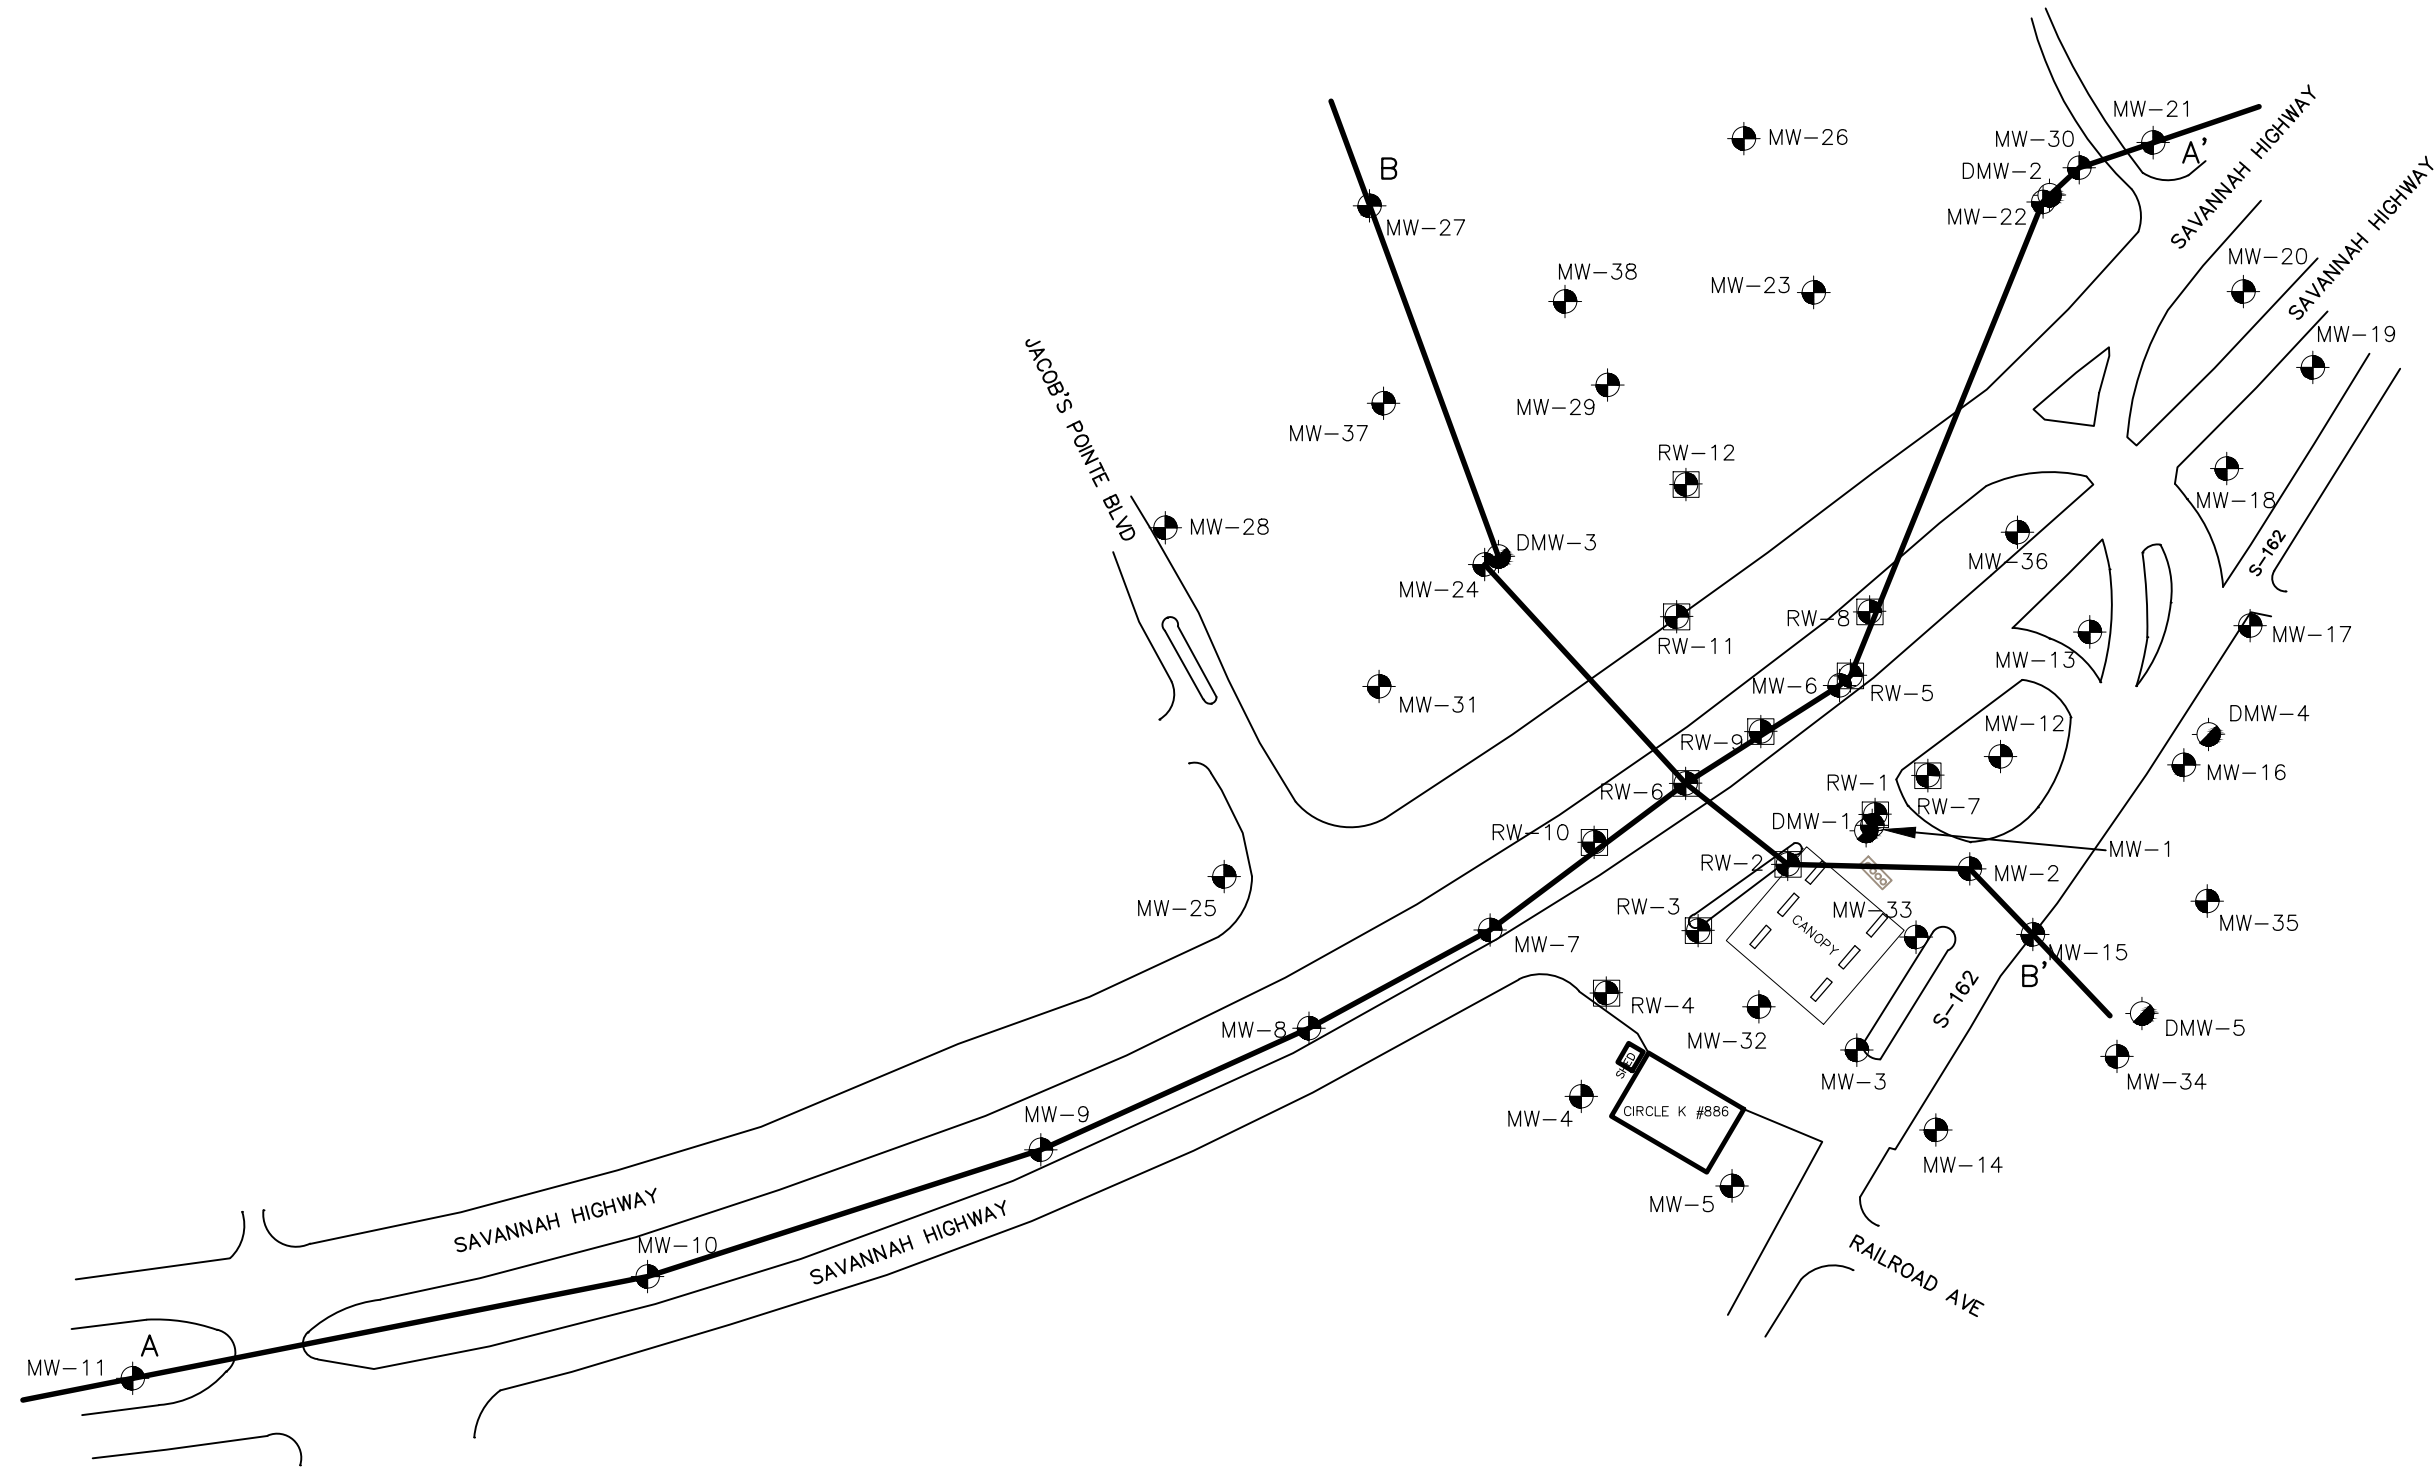 MW-21
SAVANNAH HIGHWAY
MW-26
MW-30
A'
B
DMW-2
SAVANNAH HIGHWAY
MW-22
MW-27
MW-20
MW-38
MW-23
MW-19
JACOB'S POINTE BLVD
MW-29
MW-37
RW-12
MW-18
MW-28
DMW-3
S-162
MW-36
MW-24
RW-8
MW-17
RW-11
MW-13
MW-6
RW-5
MW-31
DMW-4
MW-12
RW-9
MW-16
RW-1
RW-6
RW-7
DMW-1
RW-10
MW-1
RW-2
MW-2
MW-25
RW-3
MW-33
MW-35
CANOPY
MW-7
MW-15
B'
S-162
RW-4
DMW-5
MW-8
MW-32
SHED
MW-3
MW-34
MW-9
MW-4
CIRCLE K #886
MW-14
MW-5
SAVANNAH HIGHWAY
SAVANNAH HIGHWAY
MW-10
RAILROAD AVE
A
MW-11